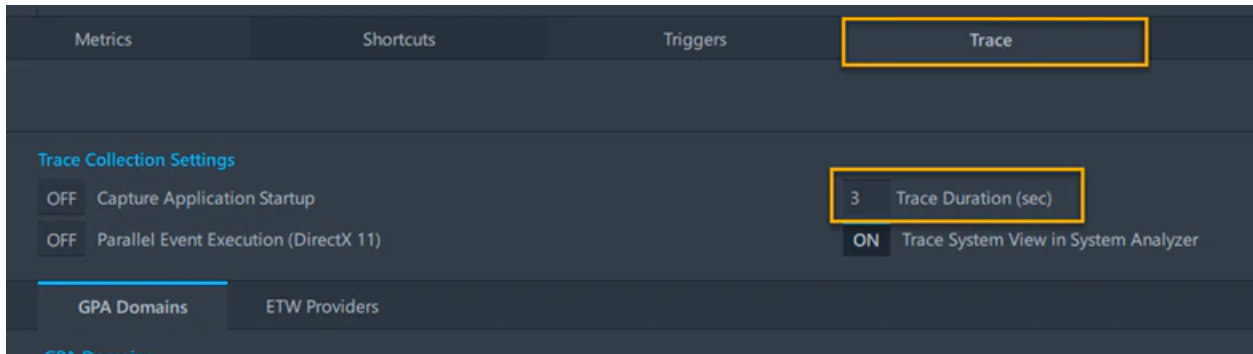 Metrics Shortcuts Triggers Trace
Trace Collection Settings
OFF Capture Application Startup 3 Trace Duration (sec)
OFF Parallel Event Execution (DirectX 11) ON Trace System View in System Analyzer
GPA Domains ETW Providers